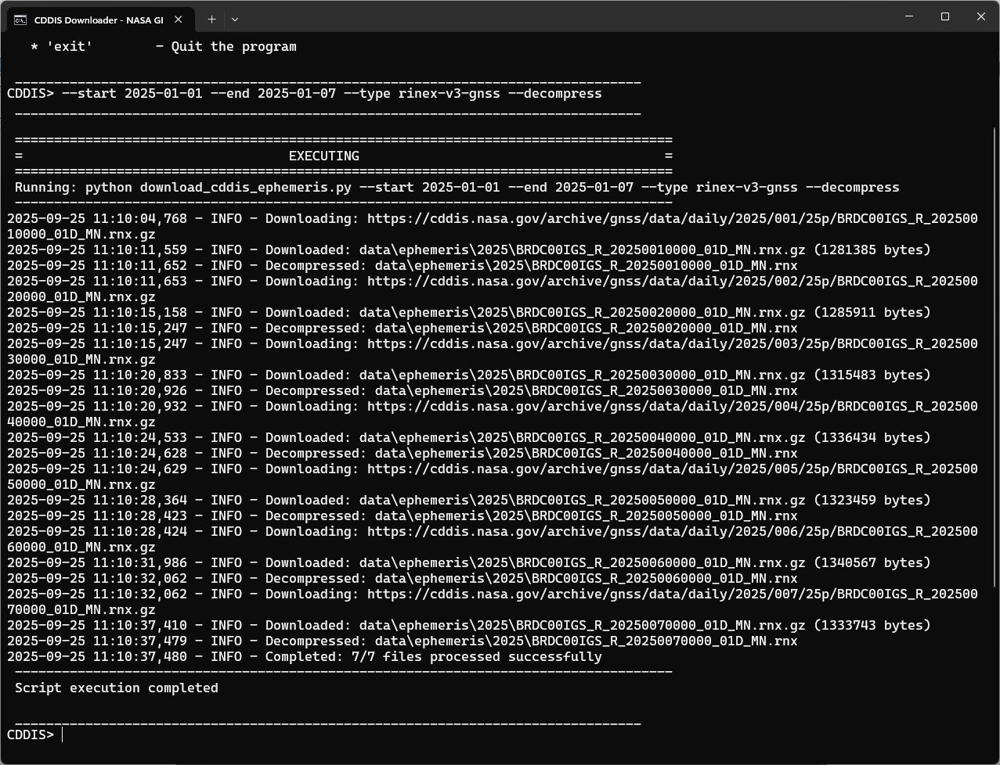 CDDIS Downloader - NASA GI
* 'exit' - Quit the program
CDDIS> --start 2025-01-01 --end 2025-01-07 --type rinex-v3-gnss --decompress
= EXECUTING =
Running: python download_cddis_ephemeris.py --start 2025-01-01 --end 2025-01-07 --type rinex-v3-gnss --decompress
2025-09-25 11:10:04,768 - INFO - Downloading: https://cddis.nasa.gov/archive/gnss/data/daily/2025/001/25p/BRDC00IGS_R_202500
10000_01D_MN.rnx.gz
2025-09-25 11:10:11,559 - INFO - Downloaded: data\ephemeris\2025\BRDC00IGS_R_20250010000_01D_MN.rnx.gz (1281385 bytes)
2025-09-25 11:10:11,652 - INFO - Decompressed: data\ephemeris\2025\BRDC00IGS_R_20250010000_01D_MN.rnx
2025-09-25 11:10:11,653 - INFO - Downloading: https://cddis.nasa.gov/archive/gnss/data/daily/2025/002/25p/BRDC00IGS_R_202500
20000_01D_MN.rnx.gz
2025-09-25 11:10:15,158 - INFO - Downloaded: data\ephemeris\2025\BRDC00IGS_R_20250020000_01D_MN.rnx.gz (1285911 bytes)
2025-09-25 11:10:15,247 - INFO - Decompressed: data\ephemeris\2025\BRDC00IGS_R_20250020000_01D_MN.rnx
2025-09-25 11:10:15,247 - INFO - Downloading: https://cddis.nasa.gov/archive/gnss/data/daily/2025/003/25p/BRDC00IGS_R_202500
30000_01D_MN.rnx.gz
2025-09-25 11:10:20,833 - INFO - Downloaded: data\ephemeris\2025\BRDC00IGS_R_20250030000_01D_MN.rnx.gz (1315483 bytes)
2025-09-25 11:10:20,926 - INFO - Decompressed: data\ephemeris\2025\BRDC00IGS_R_20250030000_01D_MN.rnx
2025-09-25 11:10:20,932 - INFO - Downloading: https://cddis.nasa.gov/archive/gnss/data/daily/2025/004/25p/BRDC00IGS_R_202500
40000_01D_MN.rnx.gz
2025-09-25 11:10:24,533 - INFO - Downloaded: data\ephemeris\2025\BRDC00IGS_R_20250040000_01D_MN.rnx.gz (1336434 bytes)
2025-09-25 11:10:24,628 - INFO - Decompressed: data\ephemeris\2025\BRDC00IGS_R_20250040000_01D_MN.rnx
2025-09-25 11:10:24,629 - INFO - Downloading: https://cddis.nasa.gov/archive/gnss/data/daily/2025/005/25p/BRDC00IGS_R_202500
50000_01D_MN.rnx.gz
2025-09-25 11:10:28,364 - INFO - Downloaded: data\ephemeris\2025\BRDC00IGS_R_20250050000_01D_MN.rnx.gz (1323459 bytes)
2025-09-25 11:10:28,423 - INFO - Decompressed: data\ephemeris\2025\BRDC00IGS_R_20250050000_01D_MN.rnx
2025-09-25 11:10:28,424 - INFO - Downloading: https://cddis.nasa.gov/archive/gnss/data/daily/2025/006/25p/BRDC00IGS_R_202500
60000_01D_MN.rnx.gz
2025-09-25 11:10:31,986 - INFO - Downloaded: data\ephemeris\2025\BRDC00IGS_R_20250060000_01D_MN.rnx.gz (1340567 bytes)
2025-09-25 11:10:32,062 - INFO - Decompressed: data\ephemeris\2025\BRDC00IGS_R_20250060000_01D_MN.rnx
2025-09-25 11:10:32,062 - INFO - Downloading: https://cddis.nasa.gov/archive/gnss/data/daily/2025/007/25p/BRDC00IGS_R_202500
70000_01D_MN.rnx.gz
2025-09-25 11:10:37,410 - INFO - Downloaded: data\ephemeris\2025\BRDC00IGS_R_20250070000_01D_MN.rnx.gz (1333743 bytes)
2025-09-25 11:10:37,479 - INFO - Decompressed: data\ephemeris\2025\BRDC00IGS_R_20250070000_01D_MN.rnx
2025-09-25 11:10:37,480 - INFO - Completed: 7/7 files processed successfully
Script execution completed
CDDIS>